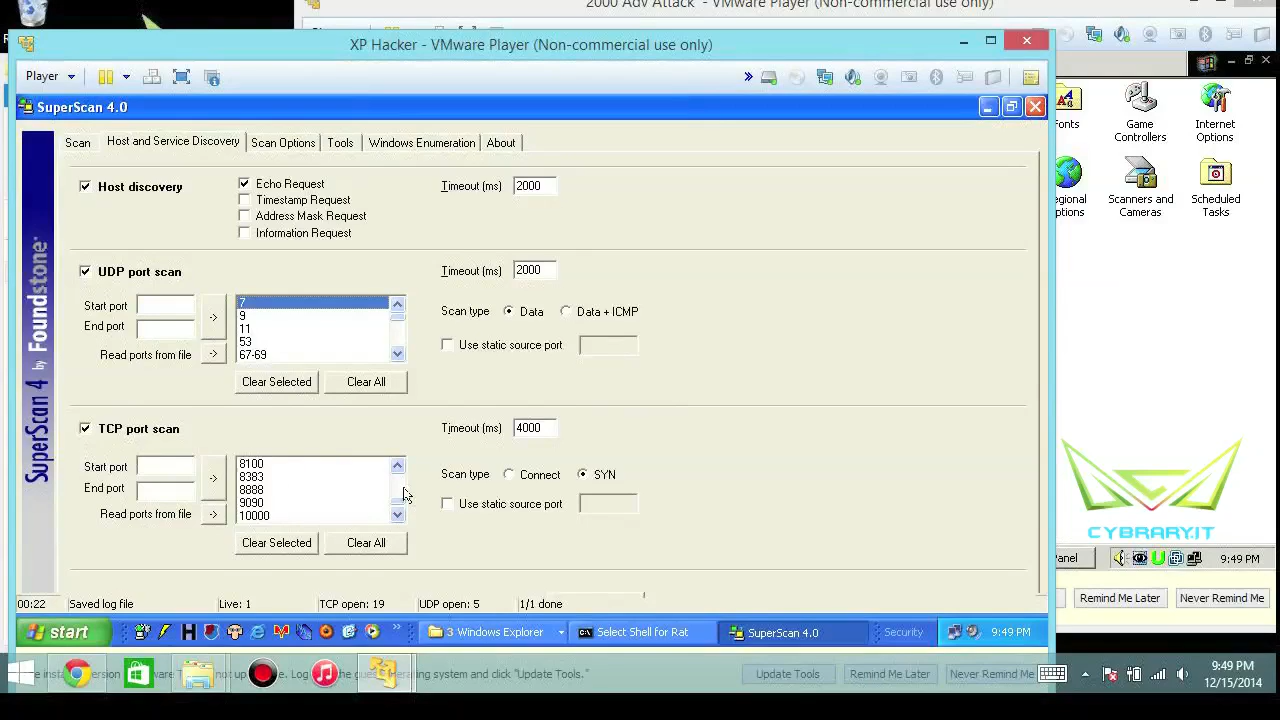 2000 Adv Attack - VMware Player (Non-commercial use only)
XP Hacker - VMware Player (Non-commercial use only)
Player
SuperScan 4.0
Scan Host and Service Discovery Scan Options Tools Windows Enumeration About
Host discovery
Echo Request
Timestamp Request
Address Mask Request
Information Request
Timeout (ms) 2000
UDP port scan
Timeout (ms) 2000
Start port
End port
Read ports from file
->
->
7
9
11
53
67-69
Scan type Data Data + ICMP
Use static source port
Clear Selected Clear All
TCP port scan
Timeout (ms) 4000
Start port
End port
Read ports from file
->
->
8100
8383
8888
9090
10000
Scan type Connect SYN
Use static source port
Clear Selected Clear All
SuperScan 4 by Foundstone
00:22 Saved log file Live: 1 TCP open: 19 UDP open: 5 1/1 done
start 3 Windows Explorer Select Shell for Rat SuperScan 4.0 Security 9:49 PM
Game
Controllers
Internet
Options
Scanners and
Cameras
Scheduled
Tasks
CYBRARY.IT
9:49 PM
Remind Me Later Never Remind Me
Update Tools Remind Me Later Never Remind Me
9:49 PM
12/15/2014